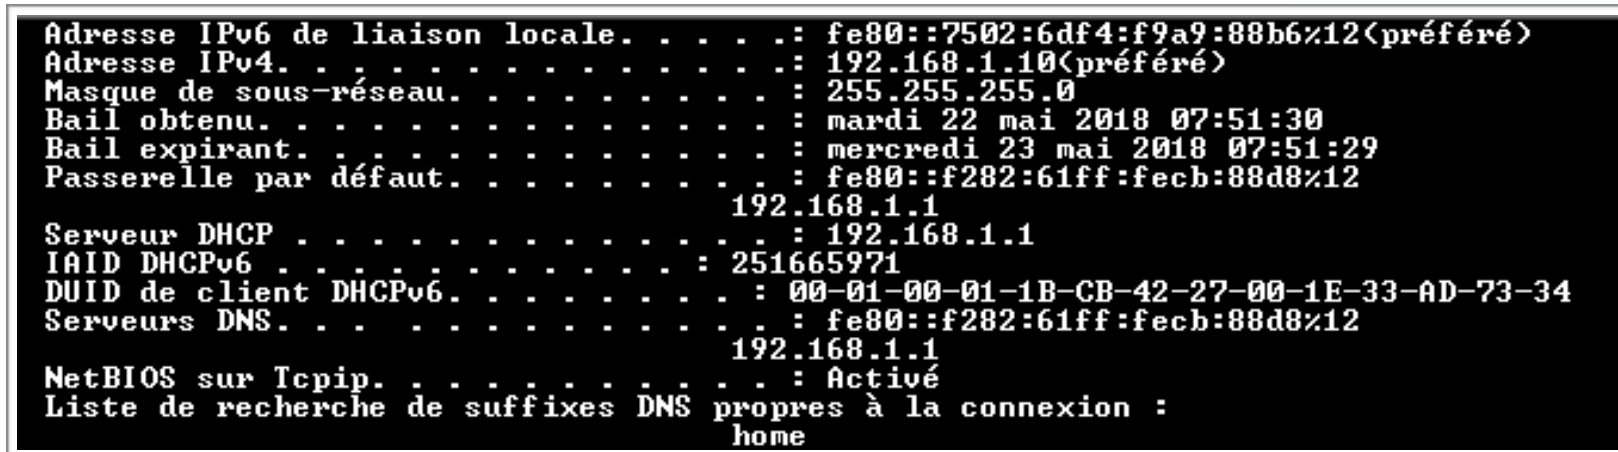 Adresse IPv6 de liaison locale. . . . .: fe80::7502:6df4:f9a9:88b6%12(préféré)
Adresse IPv4. . . . . . . . . . . . . .: 192.168.1.10(préféré)
Masque de sous-réseau. . . . . . . . . : 255.255.255.0
Bail obtenu. . . . . . . . . . . . . . : mardi 22 mai 2018 07:51:30
Bail expirant. . . . . . . . . . . . . : mercredi 23 mai 2018 07:51:29
Passerelle par défaut. . . . . . . . . : fe80::f282:61ff:fecb:88d8%12
192.168.1.1
Serveur DHCP . . . . . . . . . . . . . : 192.168.1.1
IAID DHCPv6 . . . . . . . . . . . : 251665971
DUID de client DHCPv6. . . . . . . . : 00-01-00-01-1B-CB-42-27-00-1E-33-AD-73-34
Serveurs DNS. . . . . . . . . . . . . : fe80::f282:61ff:fecb:88d8%12
192.168.1.1
NetBIOS sur Tcpip. . . . . . . . . . . : Activé
Liste de recherche de suffixes DNS propres à la connexion :
home